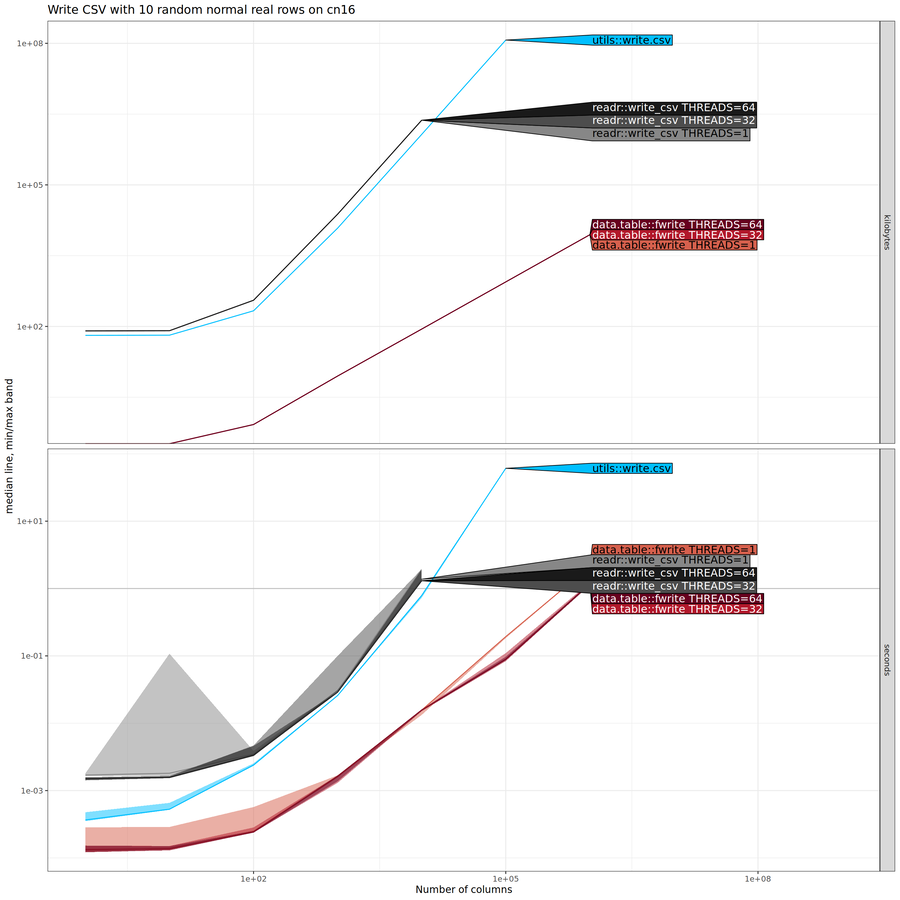 Write CSV with 10 random normal real rows on cn16
1e+08
1e+05
1e+02
utils::write.csv
readr::write_csv THREADS=64
readr::write_csv THREADS=32
readr::write_csv THREADS=1
data.table::fwrite THREADS=64
data.table::fwrite THREADS=32
data.table::fwrite THREADS=1
kilobytes
median line, min/max band
1e+01
1e-01
1e-03
utils::write.csv
data.table::fwrite THREADS=1
readr::write_csv THREADS=1
readr::write_csv THREADS=64
readr::write_csv THREADS=32
data.table::fwrite THREADS=64
data.table::fwrite THREADS=32
seconds
1e+02
1e+05
1e+08
Number of columns